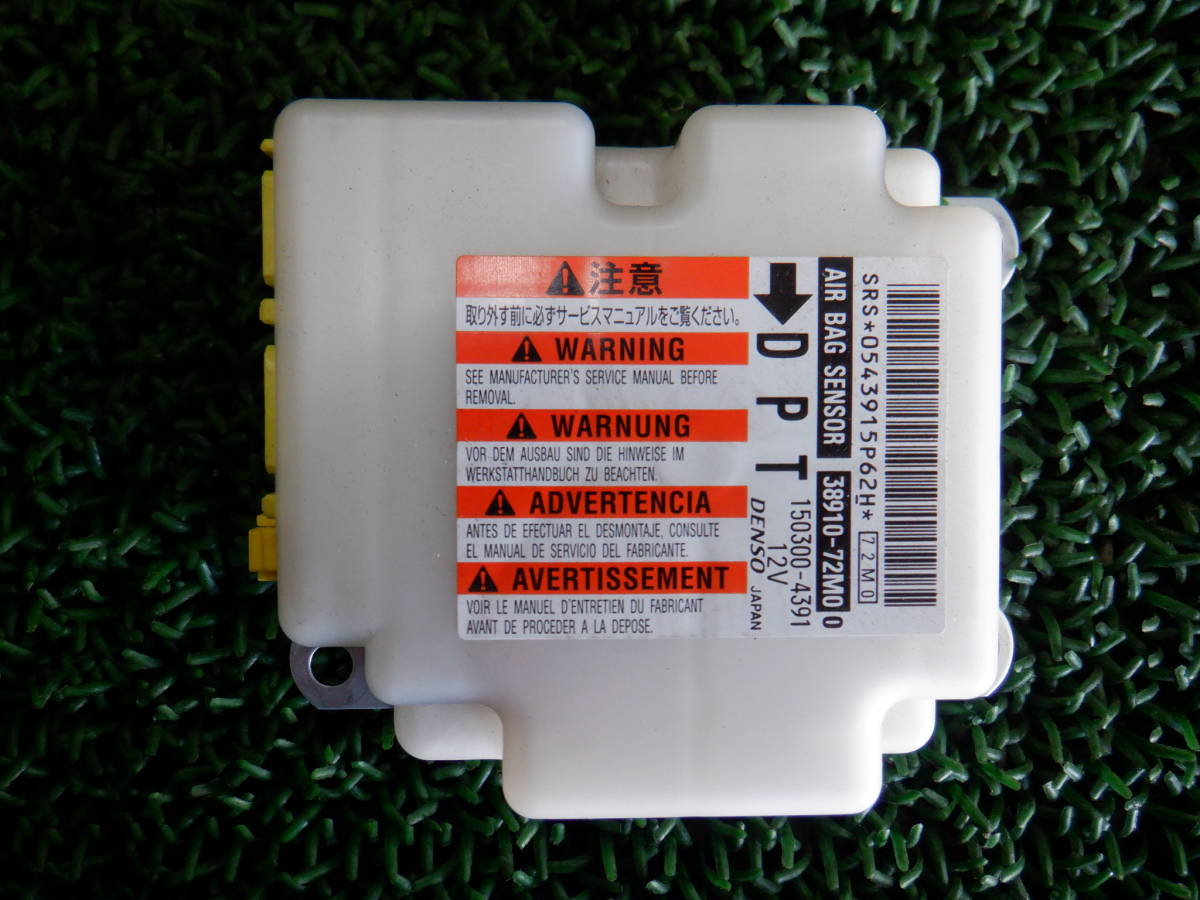 注意
取り外す前に必ずサービスマニュアルをご覧ください。
WARNING
SEE MANUFACTURER'S SERVICE MANUAL BEFORE
REMOVAL.
WARNUNG
VOR DEM AUSBAU SIND DIE HINWEISE IM
WERKSTATTHANDBUCH ZU BEACHTEN.
ADVERTENCIA
ANTES DE EFECTUAR EL DESMONTAJE, CONSULTE
EL MANUAL DE SERVICIO DEL FABRICANTE.
AVERTISSEMENT
VOIR LE MANUEL D'ENTRETIEN DU FABRICANT
AVANT DE PROCEDER A LA DEPOSE.
SRS*0543915P62H* 72M0
AIR BAG SENSOR 38910-72M00
DPT 150300-4391
12V
DENSO JAPAN